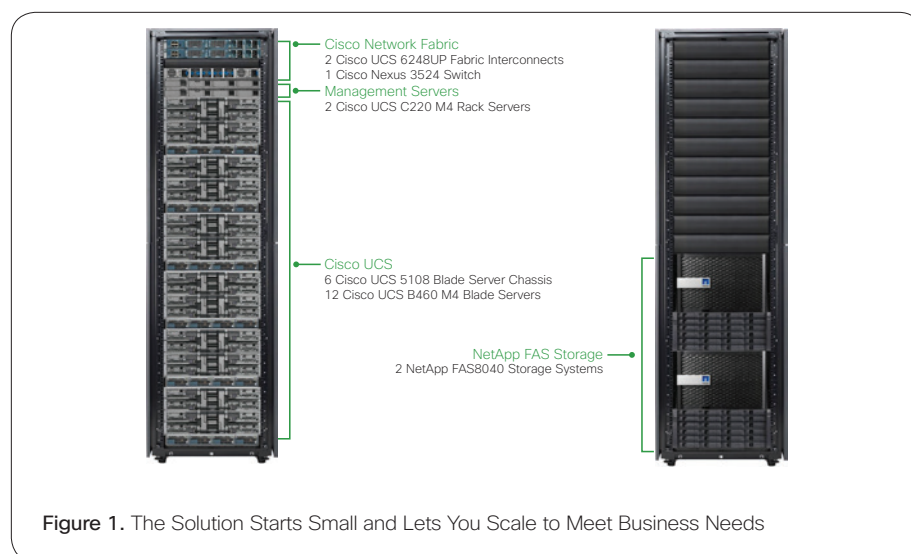 Cisco Network Fabric
2 Cisco UCS 6248UP Fabric Interconnects
1 Cisco Nexus 3524 Switch
Management Servers
2 Cisco UCS C220 M4 Rack Servers
Cisco UCS
6 Cisco UCS 5108 Blade Server Chassis
12 Cisco UCS B460 M4 Blade Servers
NetApp FAS Storage
2 NetApp FAS8040 Storage Systems
Figure 1. The Solution Starts Small and Lets You Scale to Meet Business Needs